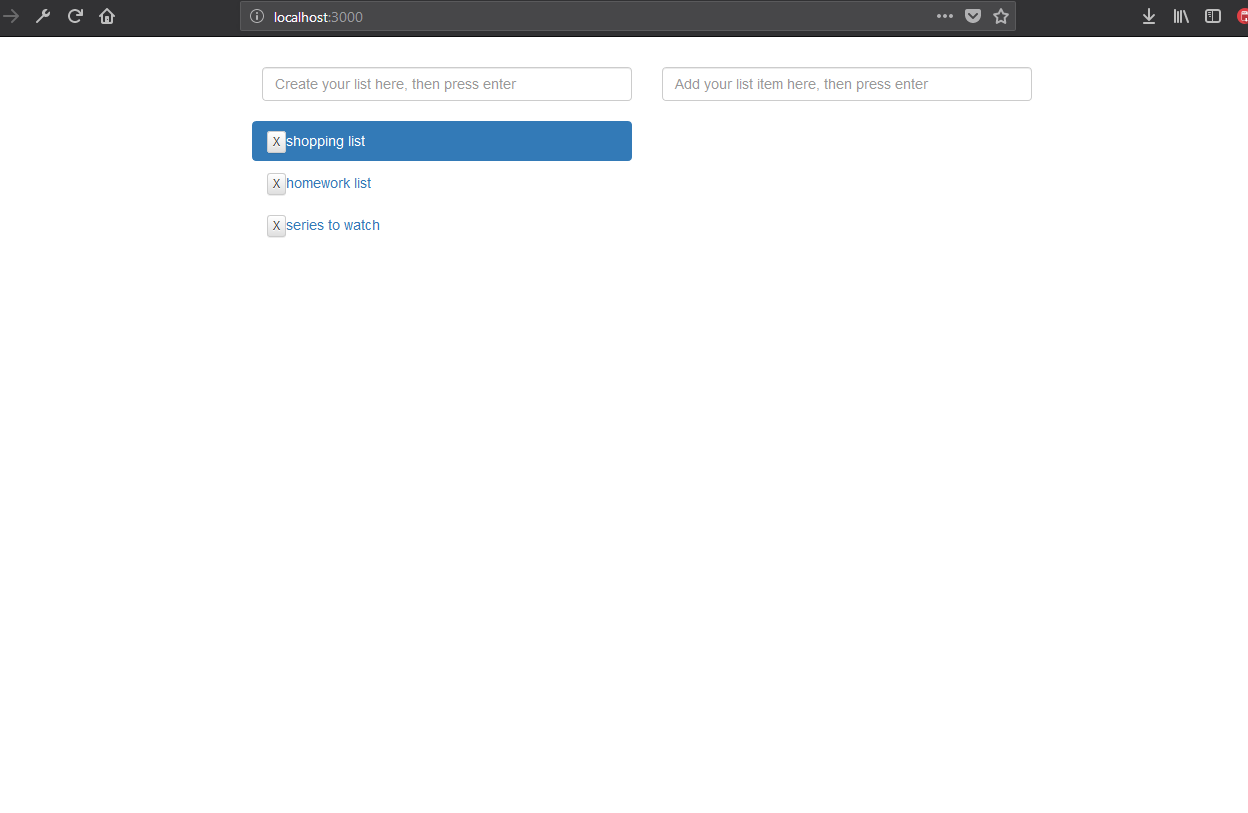 localhost:3000
Create your list here, then press enter
Add your list item here, then press enter
X shopping list
X homework list
X series to watch